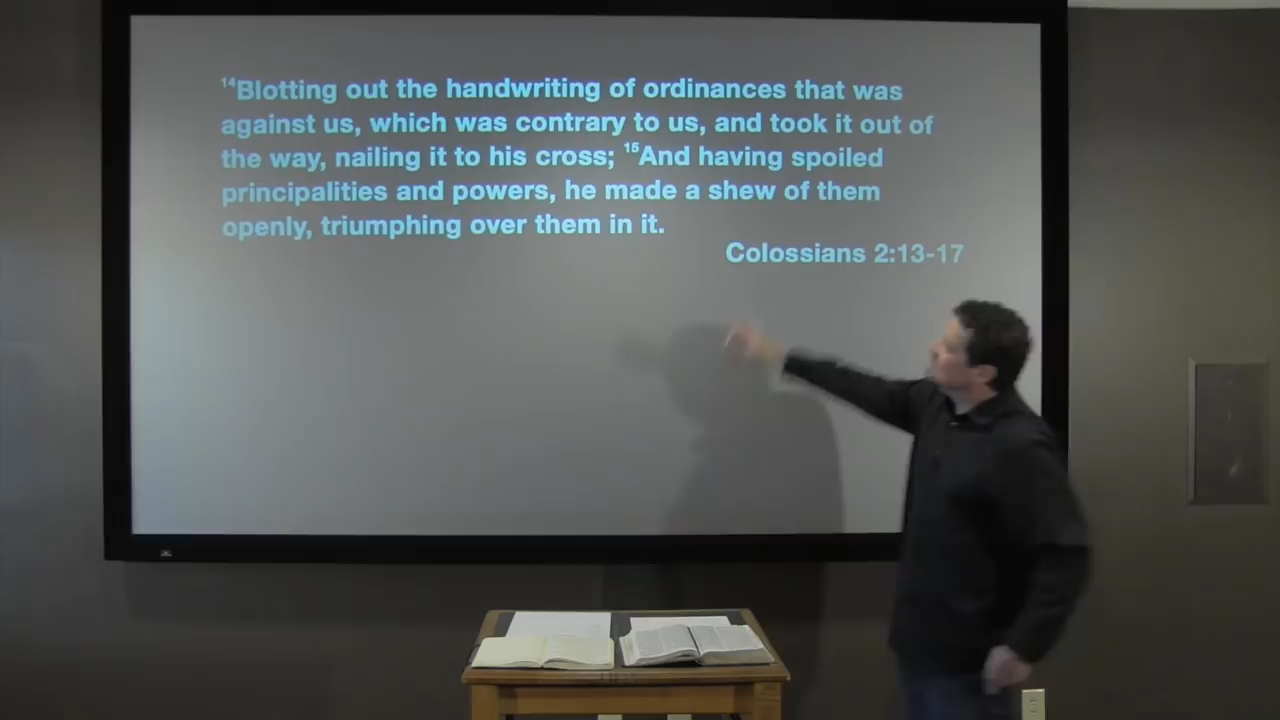 ¹⁴Blotting out the handwriting of ordinances that was
against us, which was contrary to us, and took it out of
the way, nailing it to his cross; ¹⁵And having spoiled
principalities and powers, he made a shew of them
openly, triumphing over them in it.
Colossians 2:13-17